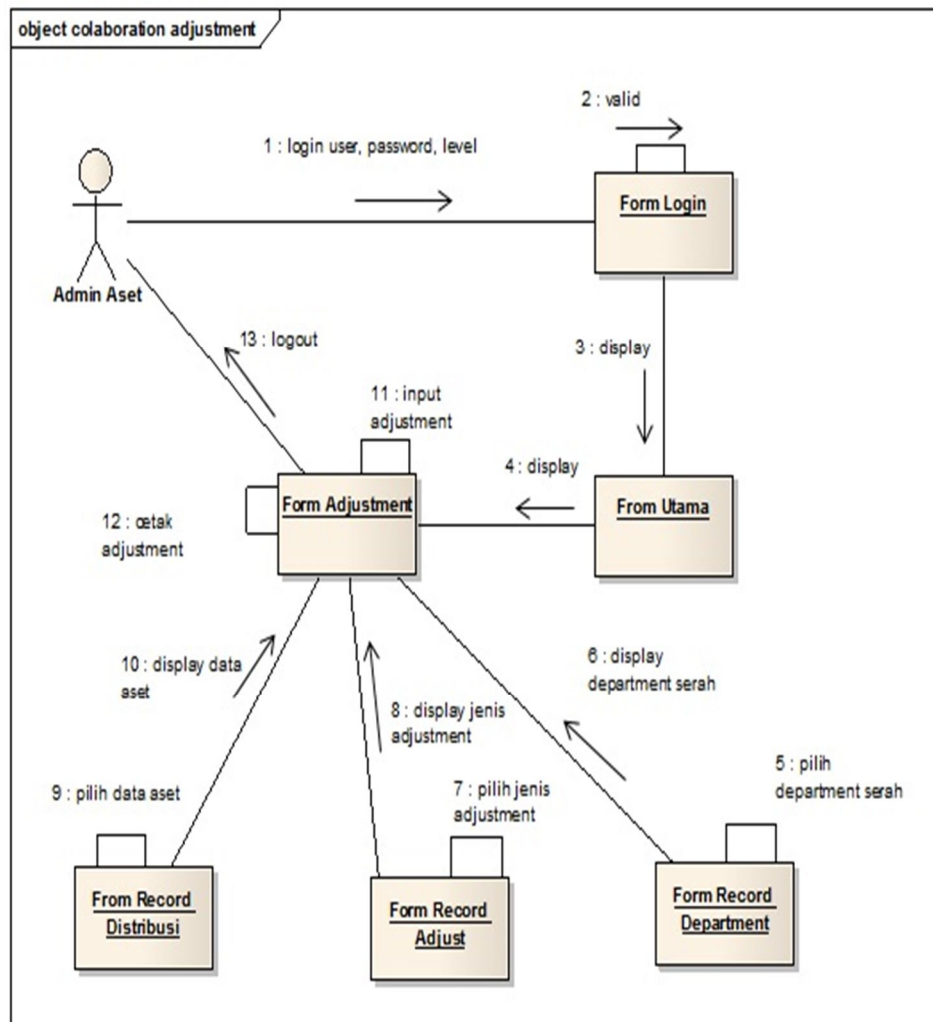 object colaboration adjustment
2 : valid
1 : login user, password, level
Form Login
Admin Aset
13 : logout
3 : display
11 : input
adjustment
4 : display
Form Adjustment
From Utama
12 : cetak
adjustment
10 : display data
aset
6 : display
department serah
8 : display jenis
adjustment
9 : pilih data aset
7 : pilih jenis
adjustment
5 : pilih
department serah
From Record
Distribusi
Form Record
Adjust
Form Record
Department